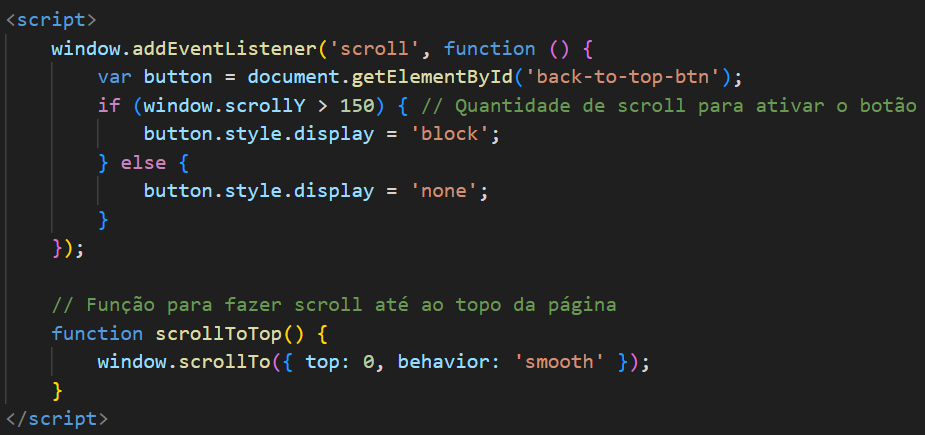 <script>
window.addEventListener('scroll', function () {
var button = document.getElementById('back-to-top-btn');
if (window.scrollY > 150) { // Quantidade de scroll para ativar o botão
button.style.display = 'block';
} else {
button.style.display = 'none';
}
});
// Função para fazer scroll até ao topo da página
function scrollToTop() {
window.scrollTo({ top: 0, behavior: 'smooth' });
}
</script>